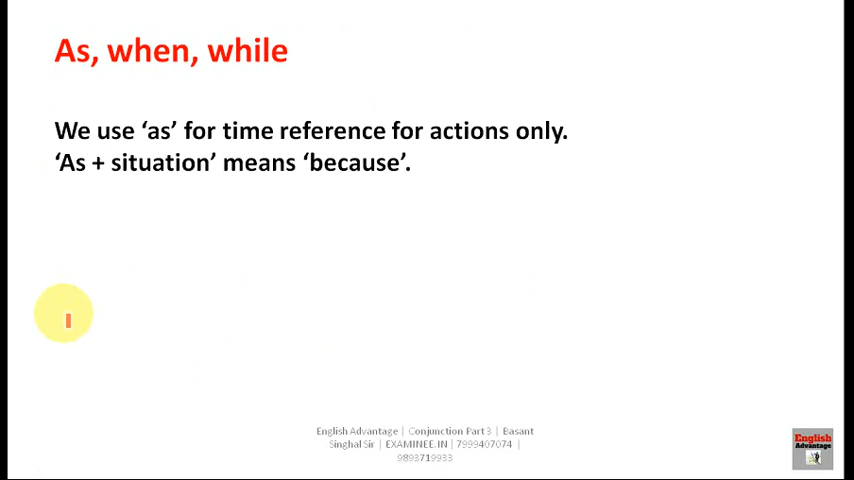 As, when, while
We use ‘as’ for time reference for actions only.
‘As + situation’ means ‘because’.
English Advantage | Conjunction Part 3 | Basant
Singhal Sir | EXAMINEE.IN | 7999407074 |
9893719933
English
Advantage